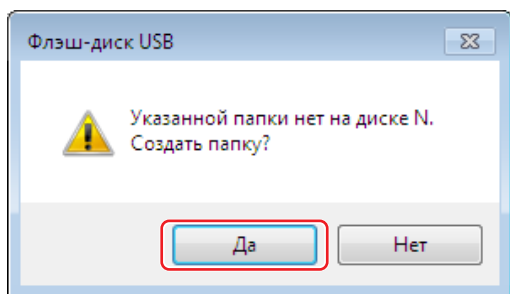 Флэш-диск USB
Указанной папки нет на диске N.
Создать папку?
Да
Нет